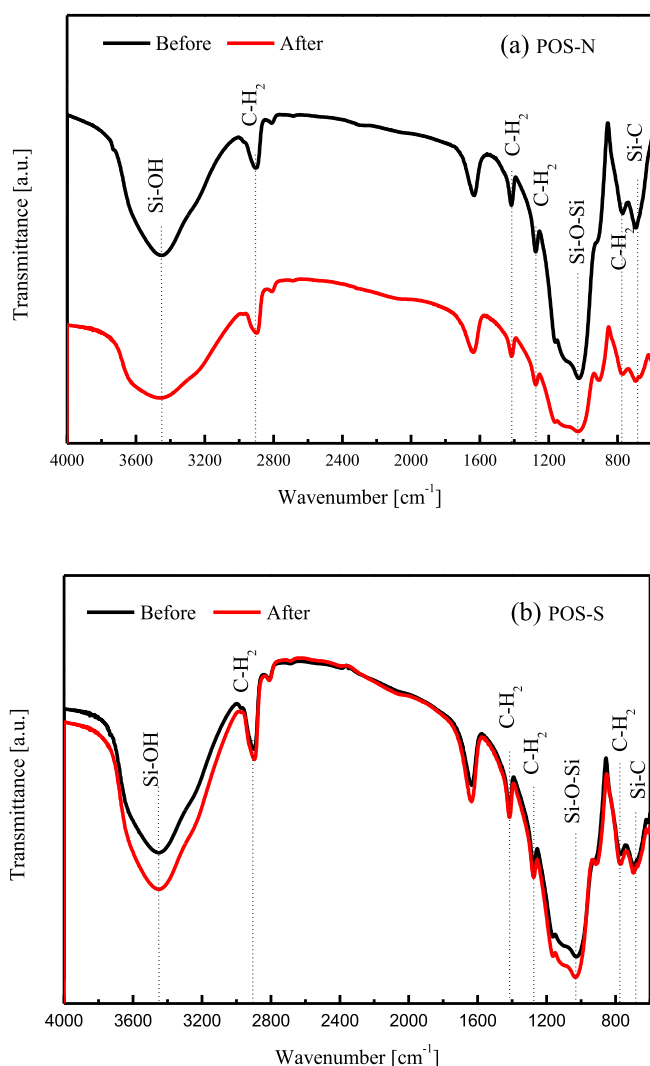 Before After (a) POS-N
Transmittance [a.u.]
Si-OH
C-H₂
C-H₂
C-H₂
Si-O-Si
C-H₂
Si-C
4000 3600 3200 2800 2400 2000 1600 1200 800
Wavenumber [cm⁻¹]
Before After (b) POS-S
Transmittance [a.u.]
Si-OH
C-H₂
C-H₂
C-H₂
Si-O-Si
C-H₂
Si-C
4000 3600 3200 2800 2400 2000 1600 1200 800
Wavenumber [cm⁻¹]